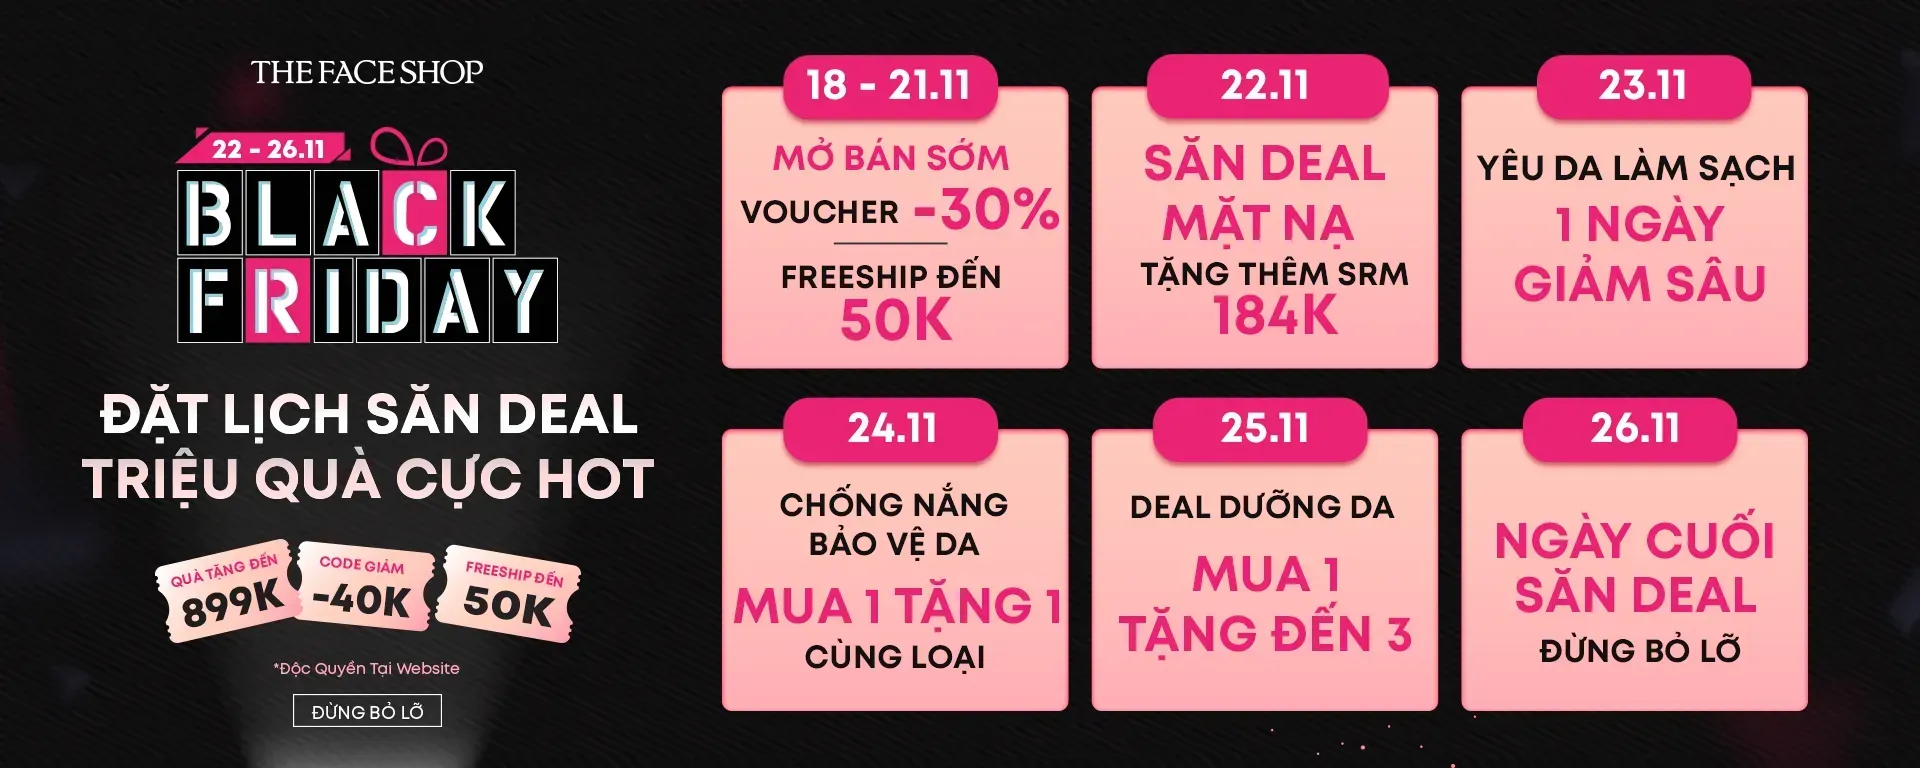 THE FACE SHOP
22 - 26.11
BLACK
FRIDAY
ĐẶT LỊCH SĂN DEAL
TRIỆU QUÀ CỰC HOT
QUÀ TẶNG ĐẾN
899K
CODE GIẢM
-40K
FREESHIP ĐẾN
50K
*Độc Quyền Tại Website
ĐỪNG BỎ LỠ
18 - 21.11
MỞ BÁN SỚM
VOUCHER -30%
FREESHIP ĐẾN
50K
22.11
SĂN DEAL
MẶT NẠ
TẶNG THÊM SRM
184K
23.11
YÊU DA LÀM SẠCH
1 NGÀY
GIẢM SÂU
24.11
CHỐNG NẮNG
BẢO VỆ DA
MUA 1 TẶNG 1
CÙNG LOẠI
25.11
DEAL DƯỠNG DA
MUA 1
TẶNG ĐẾN 3
26.11
NGÀY CUỐI
SĂN DEAL
ĐỪNG BỎ LỠ